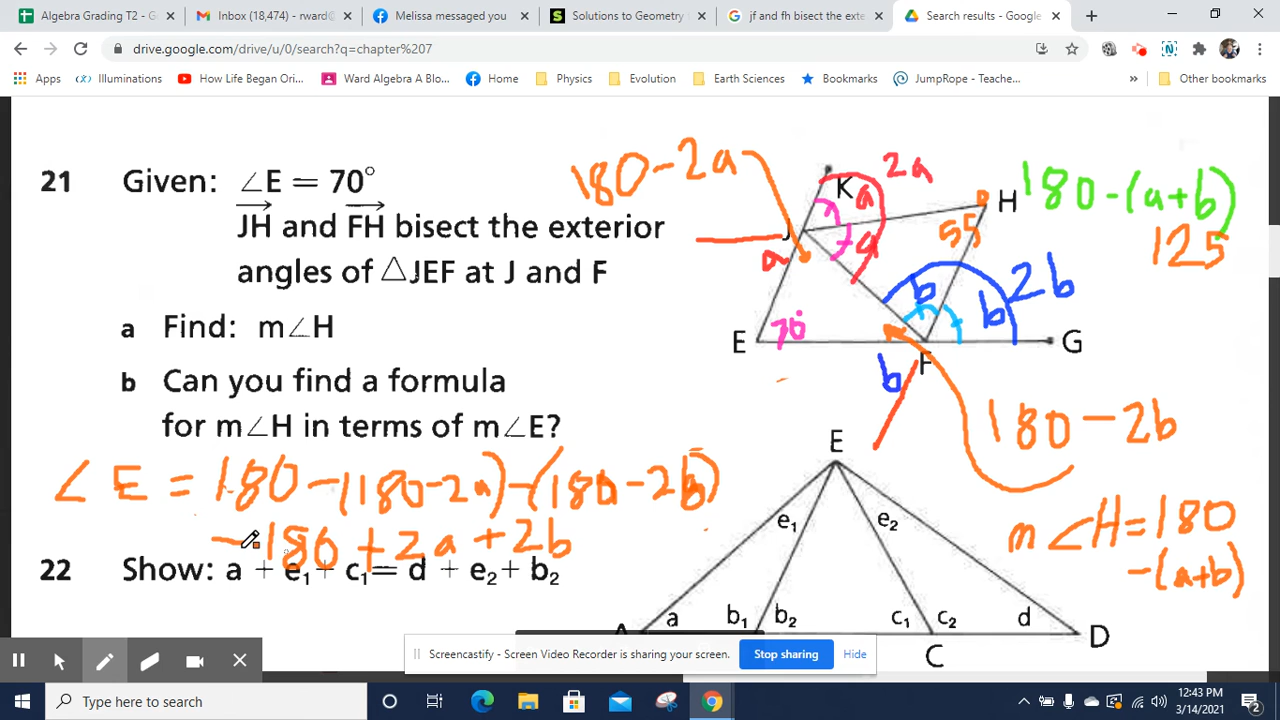 Algebra Grading T2 - G
Inbox (18,474) - rward@
Melissa messaged you
Solutions to Geometry
jf and fh bisect the exte
Search results - Google
drive.google.com/drive/u/0/search?q=chapter%207
Apps
Illuminations
How Life Began Ori...
Ward Algebra A Blo...
Home
Physics
Evolution
Earth Sciences
Bookmarks
JumpRope - Teache...
»
Other bookmarks
21 Given: ∠E = 70°
JH and FH bisect the exterior
angles of △JEF at J and F
a Find: m∠H
b Can you find a formula
for m∠H in terms of m∠E?
∠E = 180 - (180 - 2a) - (180 - 2b)
-180 + 2a + 2b
22 Show: a + e₁ + c₁ = d + e₂ + b₂
180 - 2a
2a
K
a
H
180 - (a+b)
125
J
a
a
55
b
2b
b
E
70°
F
G
b
180 - 2b
m∠H = 180
- (a+b)
E
e₁
e₂
a
b₁
b₂
c₁
c₂
d
A
D
C
Screencastify - Screen Video Recorder is sharing your screen.
Stop sharing
Hide
Type here to search
12:43 PM
3/14/2021
2